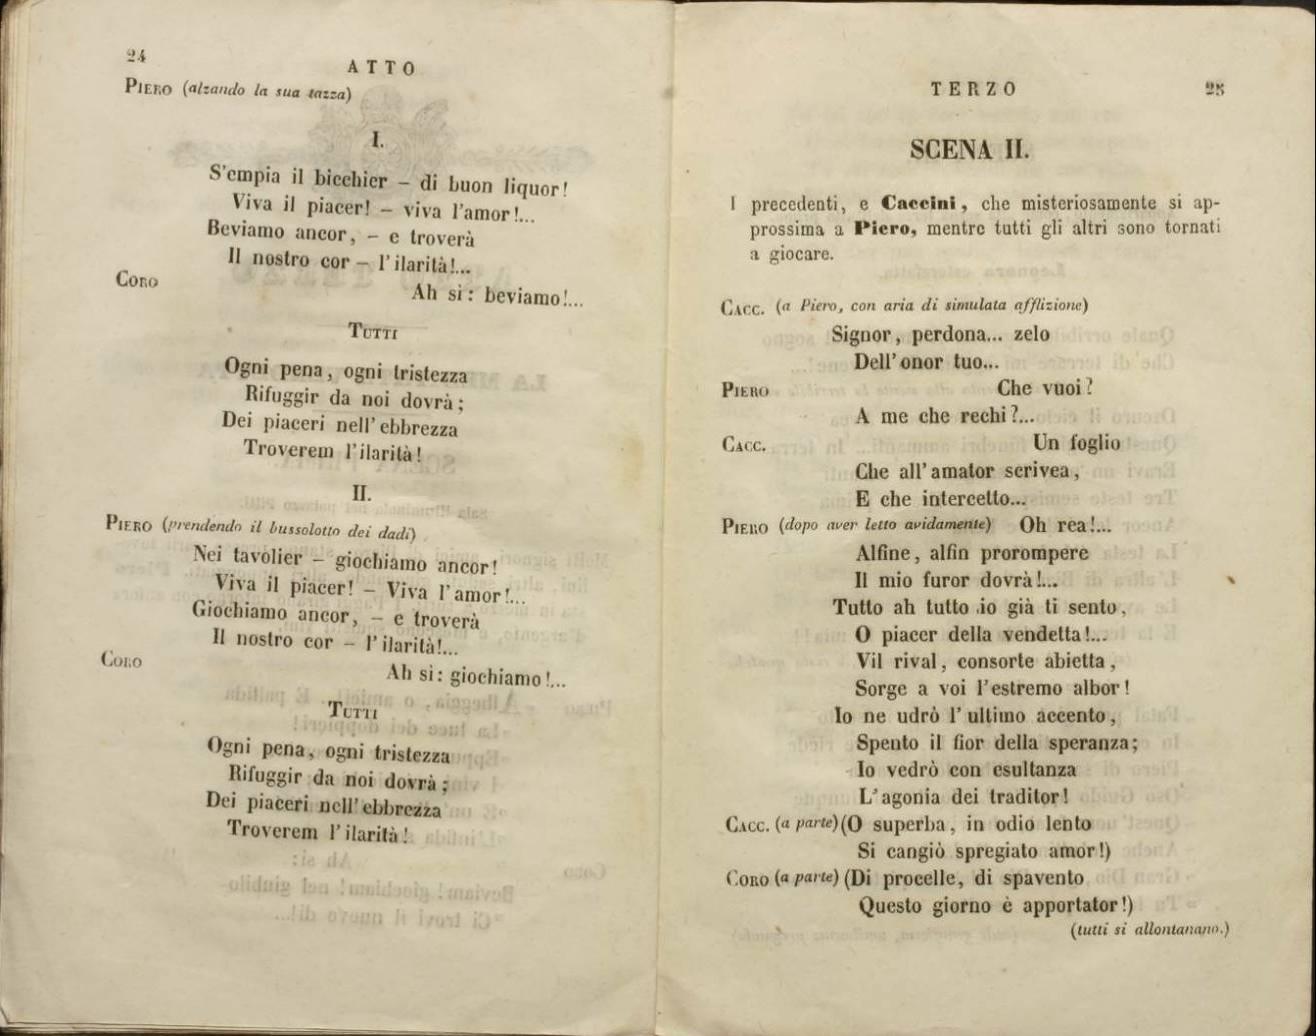 24
ATTO
PIERO (alzando la sua tazza)
I.
S'empia il bicchier – di buon liquor!
Viva il piacer! – viva l'amor!...
Beviamo ancor, – e troverà
Il nostro cor – l'ilarità!...
CORO
Ah sì: beviamo!...
TUTTI
Ogni pena, ogni tristezza
Rifuggir da noi dovrà;
Dei piaceri nell'ebbrezza
Troverem l'ilarità!
II.
PIERO (prendendo il bussolotto dei dadi)
Nei tavolier – giochiamo ancor!
Viva il piacer! – Viva l'amor!...
Giochiamo ancor, – e troverà
Il nostro cor – l'ilarità!...
CORO
Ah sì: giochiamo!...
TUTTI
Ogni pena, ogni tristezza
Rifuggir da noi dovrà;
Dei piaceri nell'ebbrezza
Troverem l'ilarità!
TERZO
25
SCENA II.
I precedenti, e Caccini, che misteriosamente si ap-
prossima a Piero, mentre tutti gli altri sono tornati
a giocare.
CACC. (a Piero, con aria di simulata afflizione)
Signor, perdona... zelo
Dell'onor tuo...
PIERO Che vuoi?
A me che rechi?...
CACC. Un foglio
Che all'amator scrivea,
E che intercetto...
PIERO (dopo aver letto avidamente) Oh rea!...
Alfine, alfin prorompere
Il mio furor dovrà!...
Tutto ah tutto io già ti sento,
O piacer della vendetta!...
Vil rival, consorte abietta,
Sorge a voi l'estremo albor!
Io ne udrò l'ultimo accento,
Spento il fior della speranza;
Io vedrò con esultanza
L'agonia dei traditor!
CACC. (a parte) (O superba, in odio lento
Si cangiò spregiato amor!)
CORO (a parte) (Di procelle, di spavento
Questo giorno è apportator!)
(tutti si allontanano.)